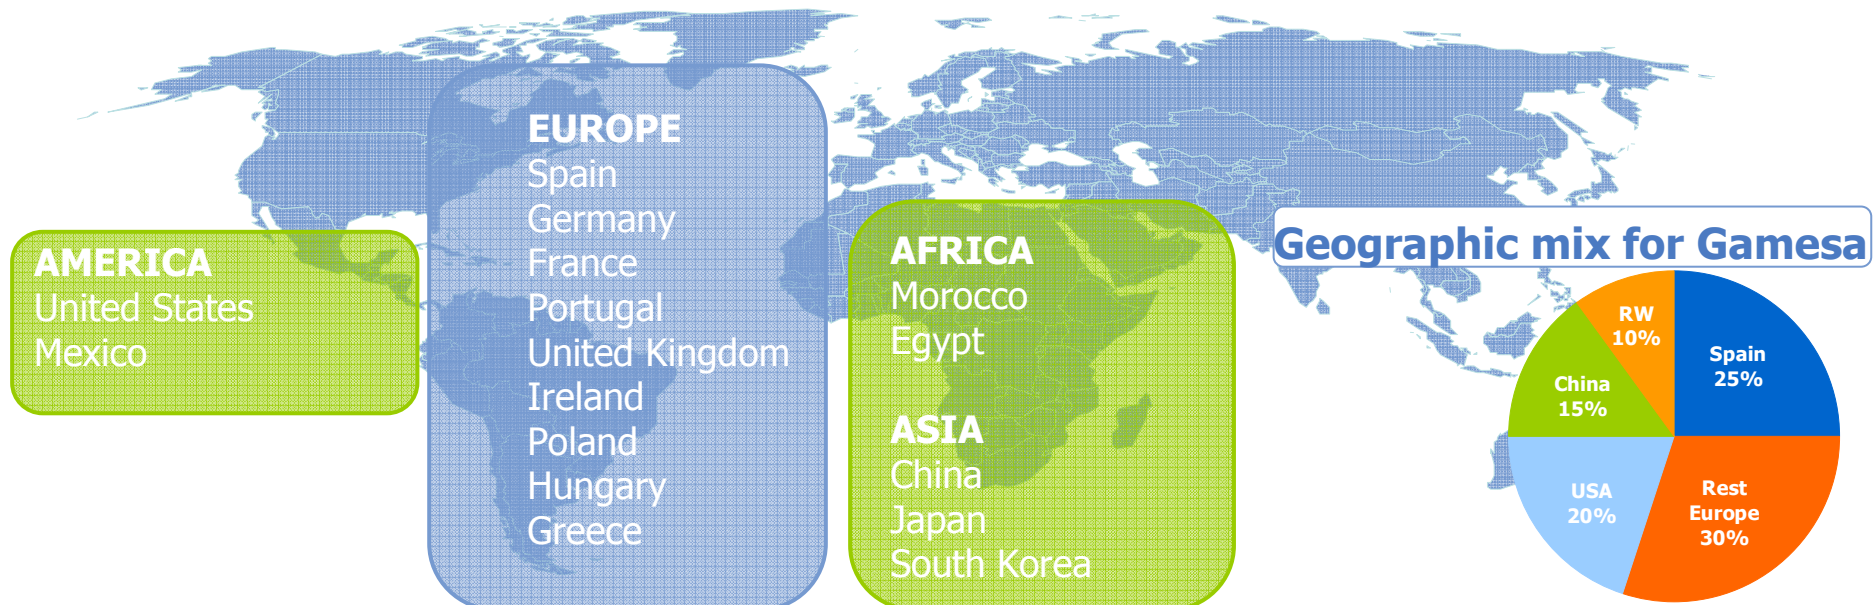 AMERICA
United States
Mexico
EUROPE
Spain
Germany
France
Portugal
United Kingdom
Ireland
Poland
Hungary
Greece
AFRICA
Morocco
Egypt
ASIA
China
Japan
South Korea
Geographic mix for Gamesa
RW
10%
Spain
25%
China
15%
USA
20%
Rest
Europe
30%